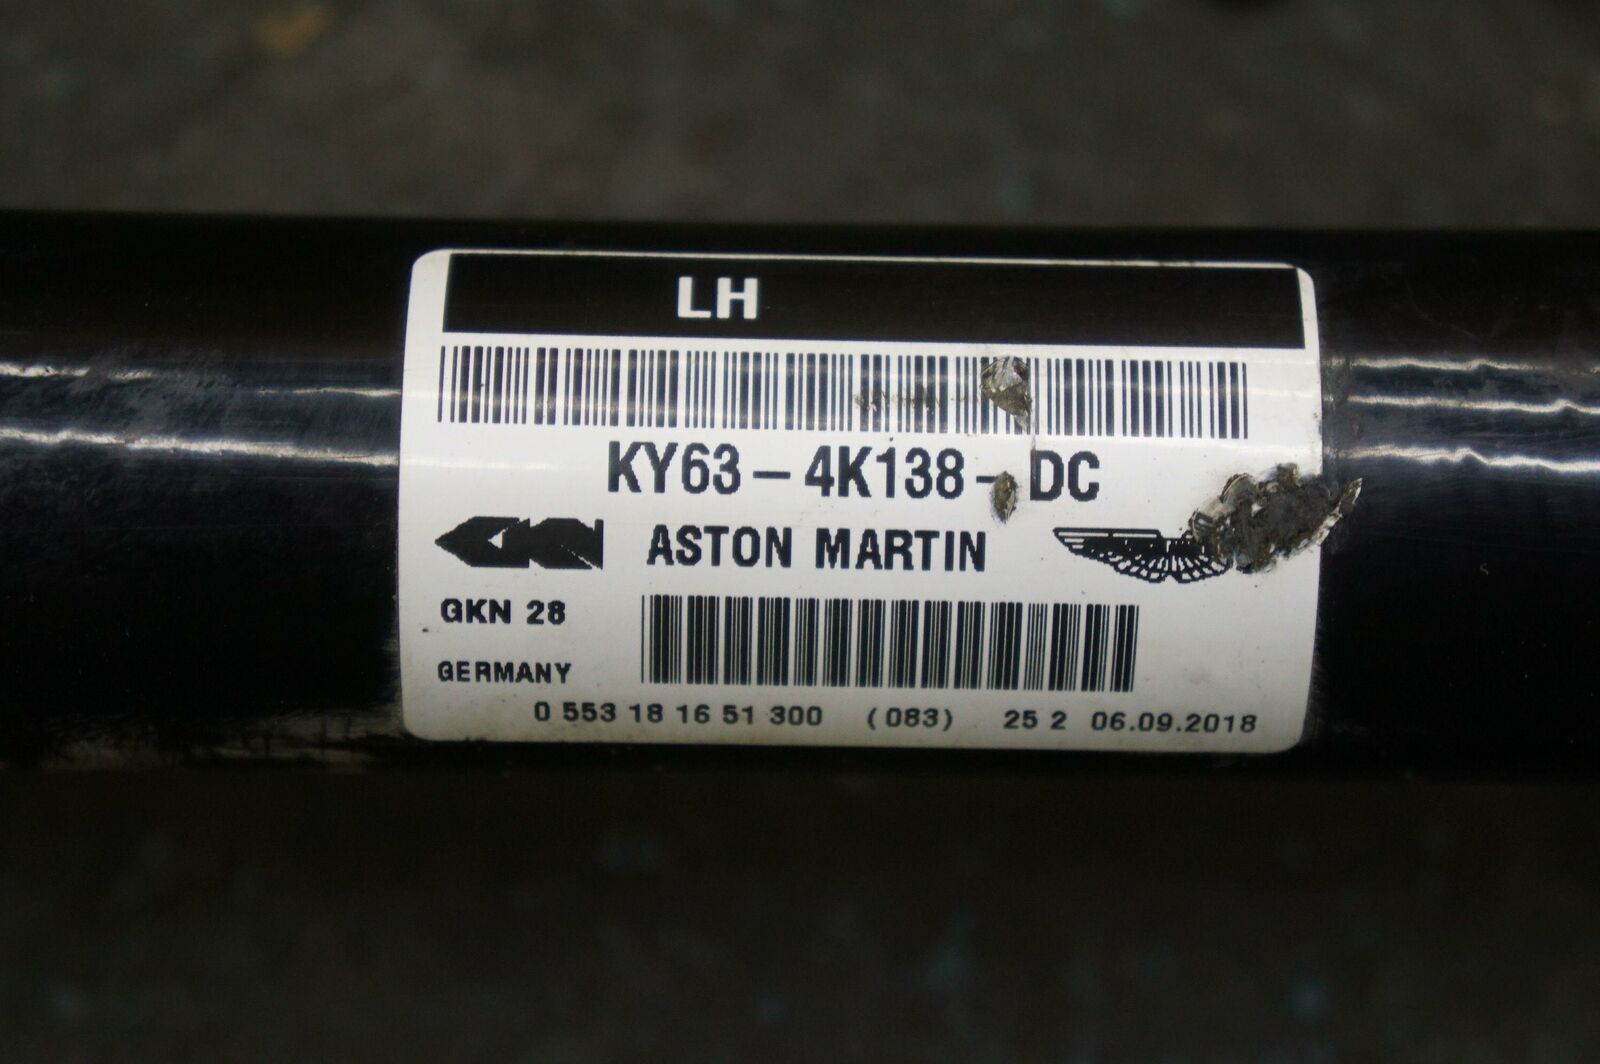 LH
KY63-4K138-DC
GKN ASTON MARTIN
GKN 28
GERMANY
0 553 18 16 51 300 (083) 25 2 06.09.2018